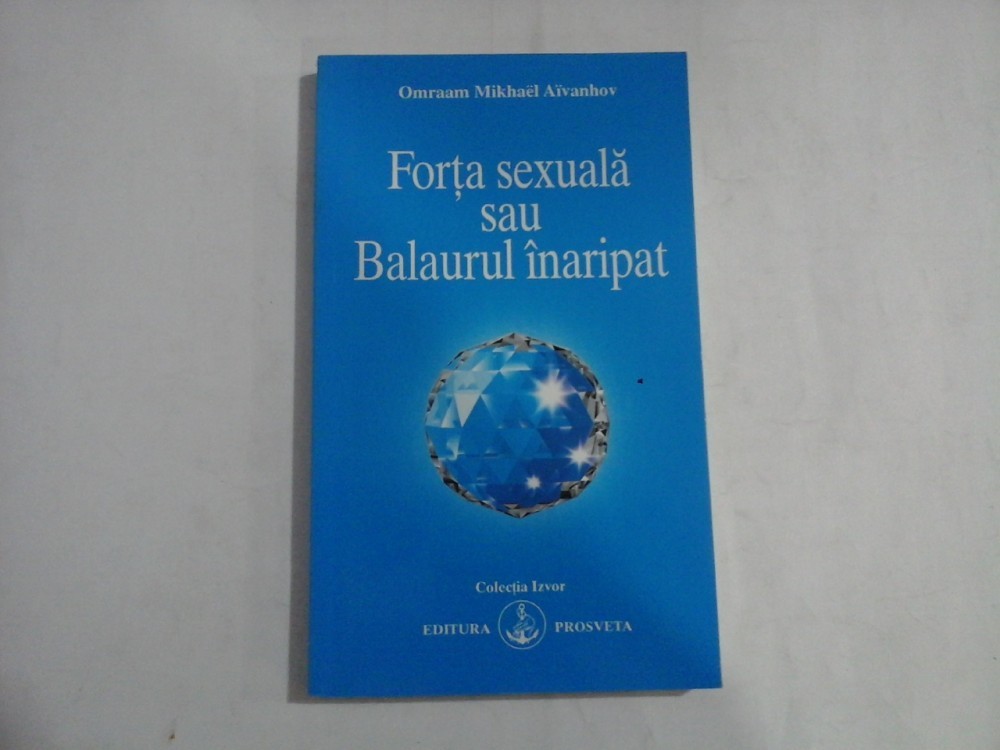 Omraam Mikhaël Aïvanhov
Forța sexuală
sau
Balaurul înaripat
Colecția Izvor
EDITURA PROSVETA